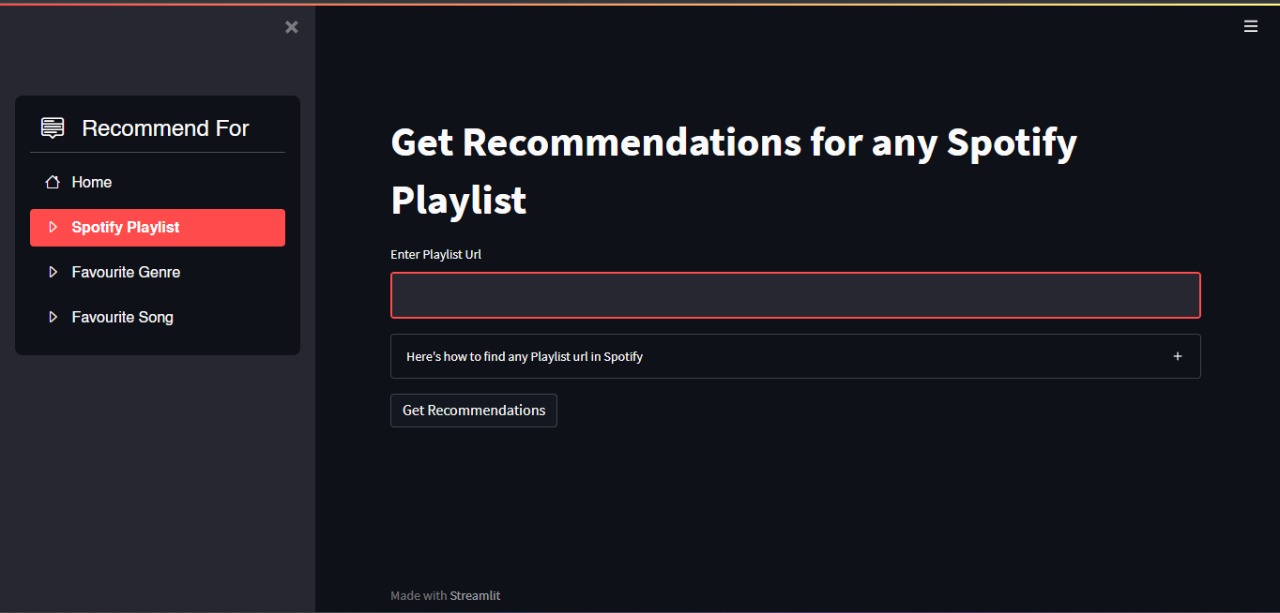 Recommend For
Home
Spotify Playlist
Favourite Genre
Favourite Song
Get Recommendations for any Spotify
Playlist
Enter Playlist Url
Here's how to find any Playlist url in Spotify
Get Recommendations
Made with Streamlit